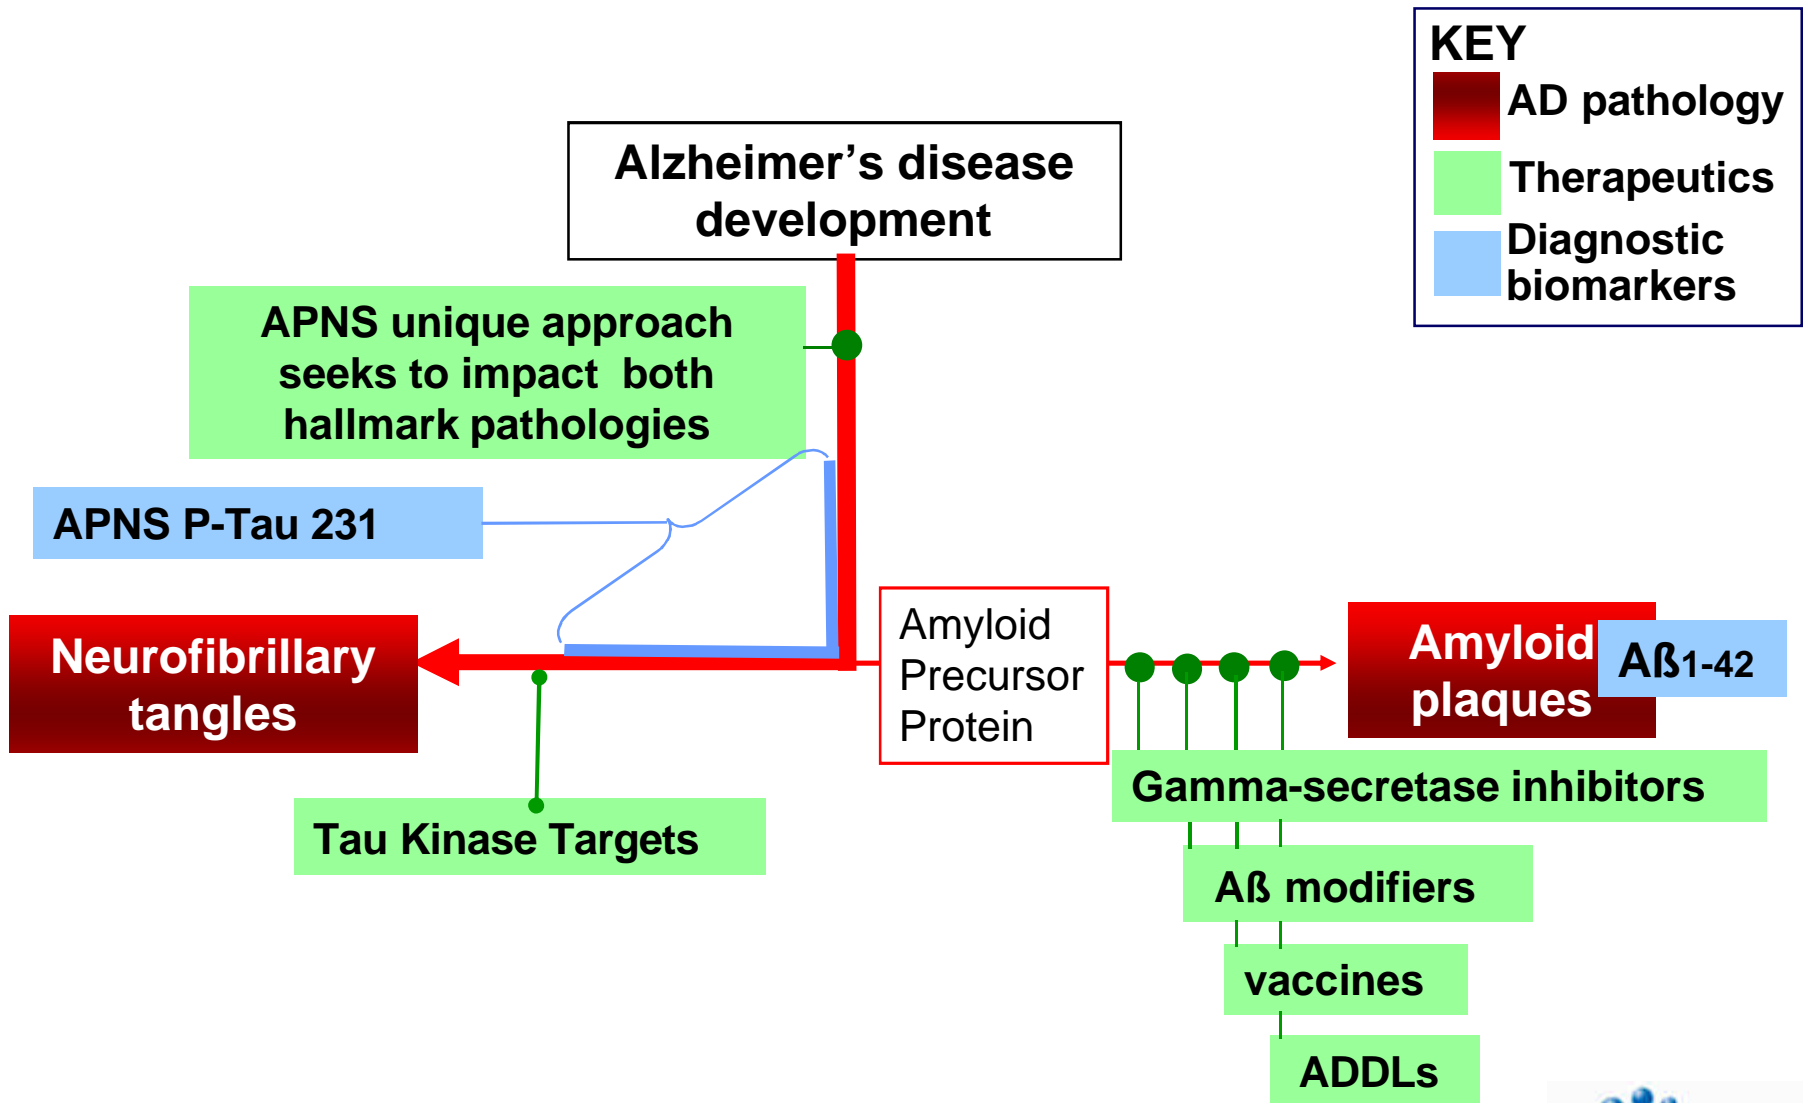 KEY
AD pathology
Therapeutics
Diagnostic
biomarkers
Alzheimer’s disease
development
APNS unique approach
seeks to impact both
hallmark pathologies
APNS P-Tau 231
Neurofibrillary
tangles
Amyloid
Precursor
Protein
Amyloid
plaques
Aß1-42
Tau Kinase Targets
Gamma-secretase inhibitors
Aß modifiers
vaccines
ADDLs